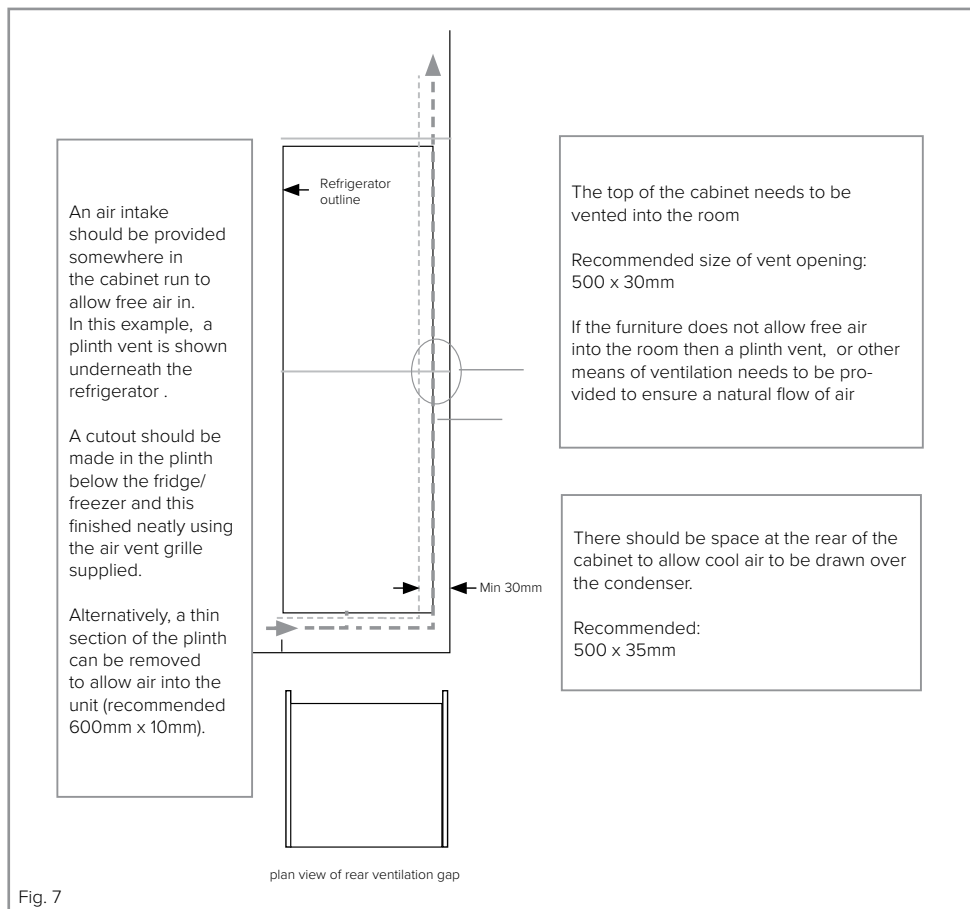 An air intake
should be provided
somewhere in
the cabinet run to
allow free air in.
In this example, a
plinth vent is shown
underneath the
refrigerator .
A cutout should be
made in the plinth
below the fridge/
freezer and this
finished neatly using
the air vent grille
supplied.
Alternatively, a thin
section of the plinth
can be removed
to allow air into the
unit (recommended
600mm x 10mm).
Refrigerator
outline
Min 30mm
The top of the cabinet needs to be
vented into the room
Recommended size of vent opening:
500 x 30mm
If the furniture does not allow free air
into the room then a plinth vent, or other
means of ventilation needs to be pro-
vided to ensure a natural flow of air
There should be space at the rear of the
cabinet to allow cool air to be drawn over
the condenser.
Recommended:
500 x 35mm
plan view of rear ventilation gap
Fig. 7